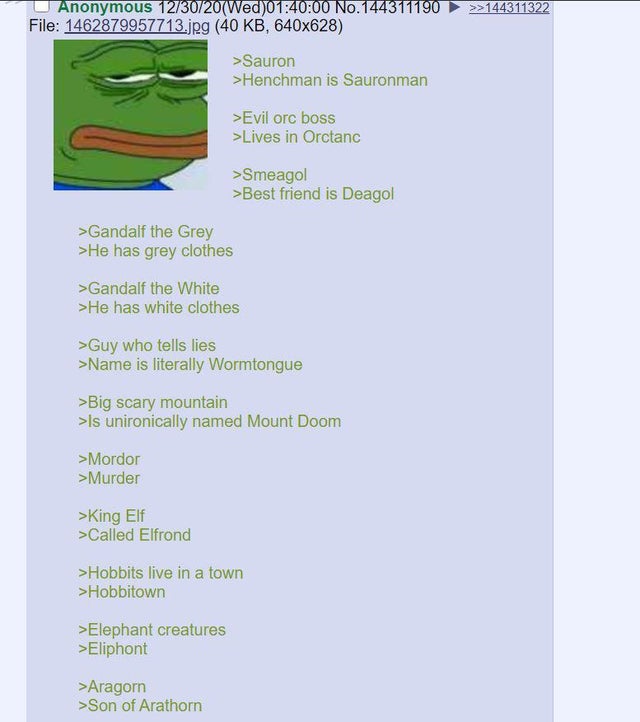 Anonymous 12/30/20(Wed)01:40:00 No.144311190 ▶ >>144311322
File: 1462879957713.jpg (40 KB, 640x628)
>Sauron
>Henchman is Sauronman
>Evil orc boss
>Lives in Orctanc
>Smeagol
>Best friend is Deagol
>Gandalf the Grey
>He has grey clothes
>Gandalf the White
>He has white clothes
>Guy who tells lies
>Name is literally Wormtongue
>Big scary mountain
>Is unironically named Mount Doom
>Mordor
>Murder
>King Elf
>Called Elfrond
>Hobbits live in a town
>Hobbitown
>Elephant creatures
>Eliphont
>Aragorn
>Son of Arathorn